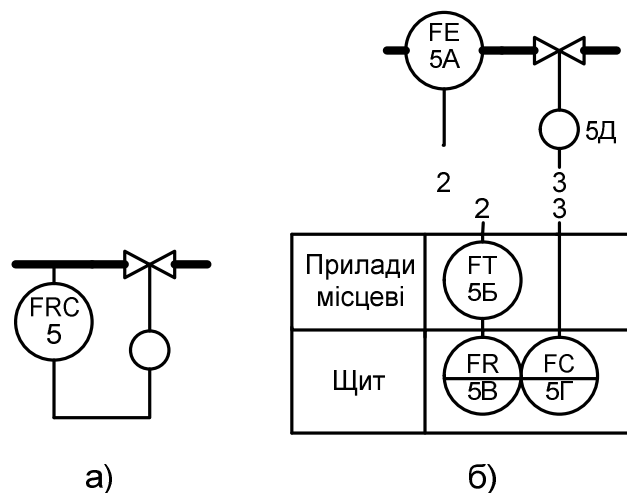 FE
5А
5Д
2
3
2
3
Прилади
місцеві
FT
5Б
FRC
5
Щит
FR
5В
FC
5Г
а)
б)